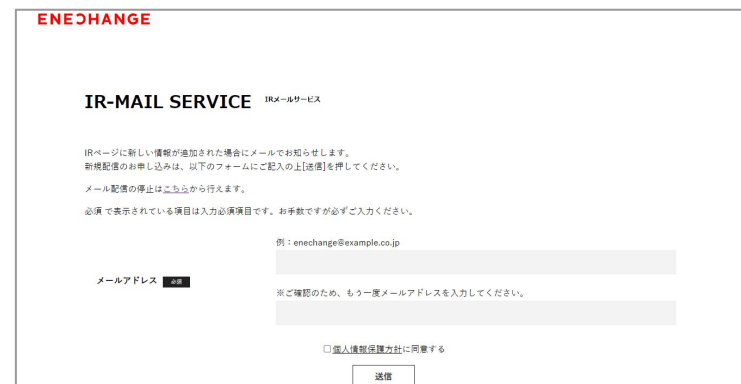 ENECHANGE
IR-MAIL SERVICE IRメールサービス
IRページに新しい情報が追加された場合にメールでお知らせします。
新規配信のお申し込みは、以下のフォームにご記入の上[送信]を押してください。
メール配信の停止はこちらから行えます。
必須 で表示されている項目は入力必須項目です。お手数ですが必ずご入力ください。
例：enechange@example.co.jp
メールアドレス 必須
※ご確認のため、もう一度メールアドレスを入力してください。
個人情報保護方針に同意する
送信